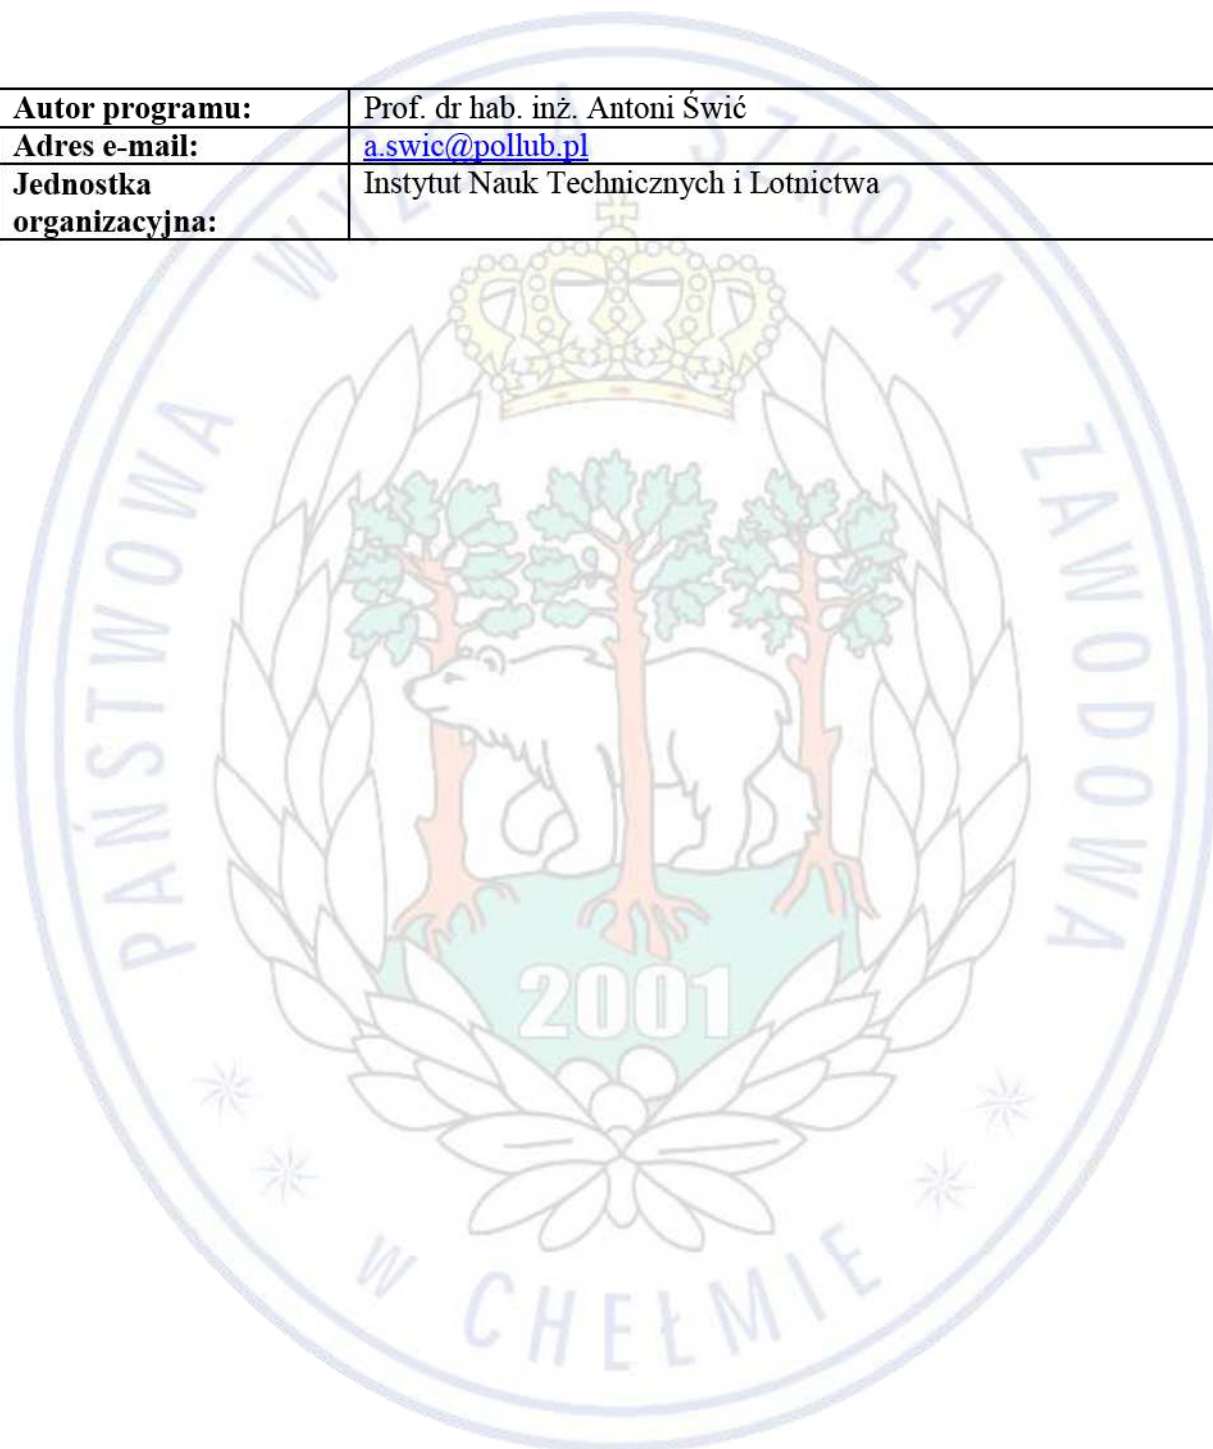 Autor programu: Prof. dr hab. inż. Antoni Świć
Adres e-mail: a.swic@pollub.pl
Jednostka Instytut Nauk Technicznych i Lotnictwa
organizacyjna:
PAŃSTWOWA WYŻSZA SZKOŁA ZAWODOWA
2001
W CHEŁMIE